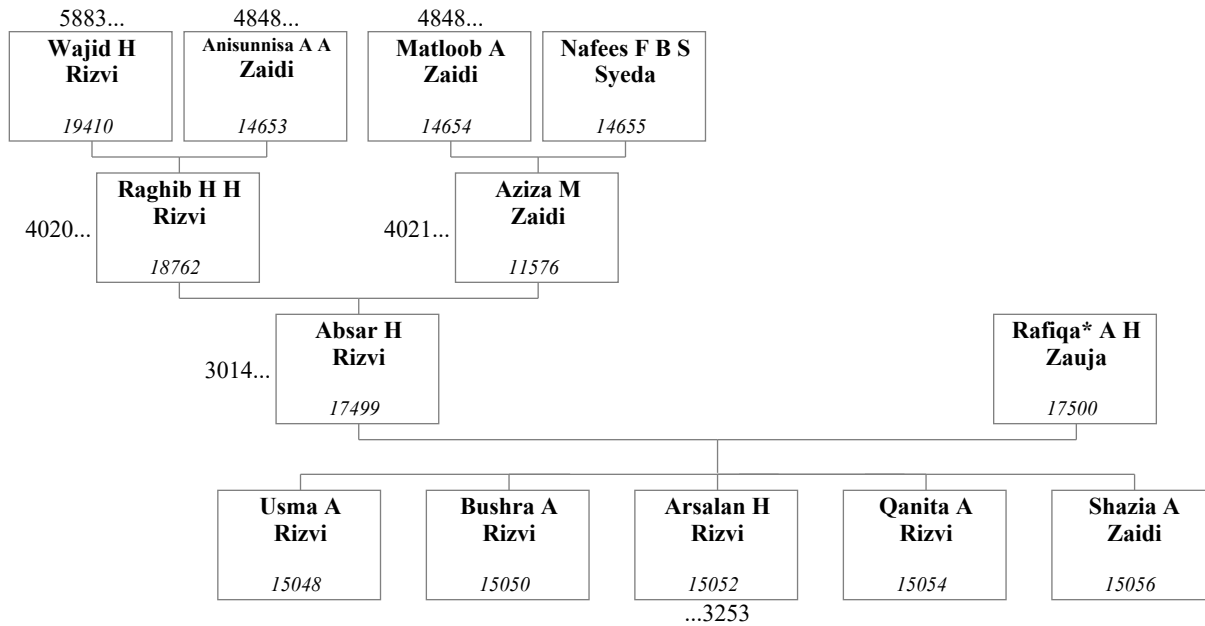 5883...
4848...
4848...
Wajid H
Rizvi
19410
Anisunnisa A A
Zaidi
14653
Matloob A
Zaidi
14654
Nafees F B S
Syeda
14655
4020...
Raghib H H
Rizvi
18762
4021...
Aziza M
Zaidi
11576
3014...
Absar H
Rizvi
17499
Rafiqa* A H
Zauja
17500
Usma A
Rizvi
15048
Bushra A
Rizvi
15050
Arsalan H
Rizvi
15052
Qanita A
Rizvi
15054
Shazia A
Zaidi
15056
...3253